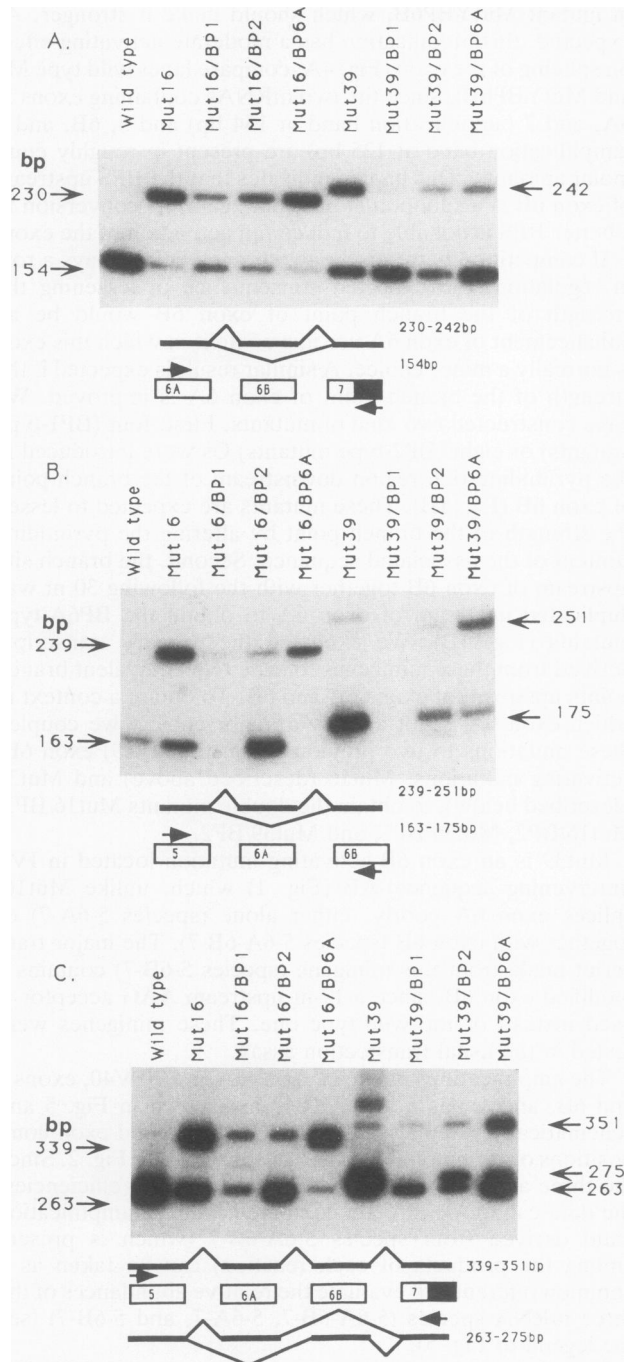 A.
Wild type
Mut16
Mut16/BP1
Mut16/BP2
Mut16/BP6A
Mut39
Mut39/BP1
Mut39/BP2
Mut39/BP6A
bp
230
242
154
230-242bp
154bp
6A
6B
7
B.
Wild type
Mut16
Mut16/BP1
Mut16/BP2
Mut16/BP6A
Mut39
Mut39/BP1
Mut39/BP2
Mut39/BP6A
bp
239
251
175
163
239-251bp
163-175bp
5
6A
6B
C.
Wild type
Mut16
Mut16/BP1
Mut16/BP2
Mut16/BP6A
Mut39
Mut39/BP1
Mut39/BP2
Mut39/BP6A
339
351
275
263
263
339-351bp
5
6A
6B
7
263-275bp